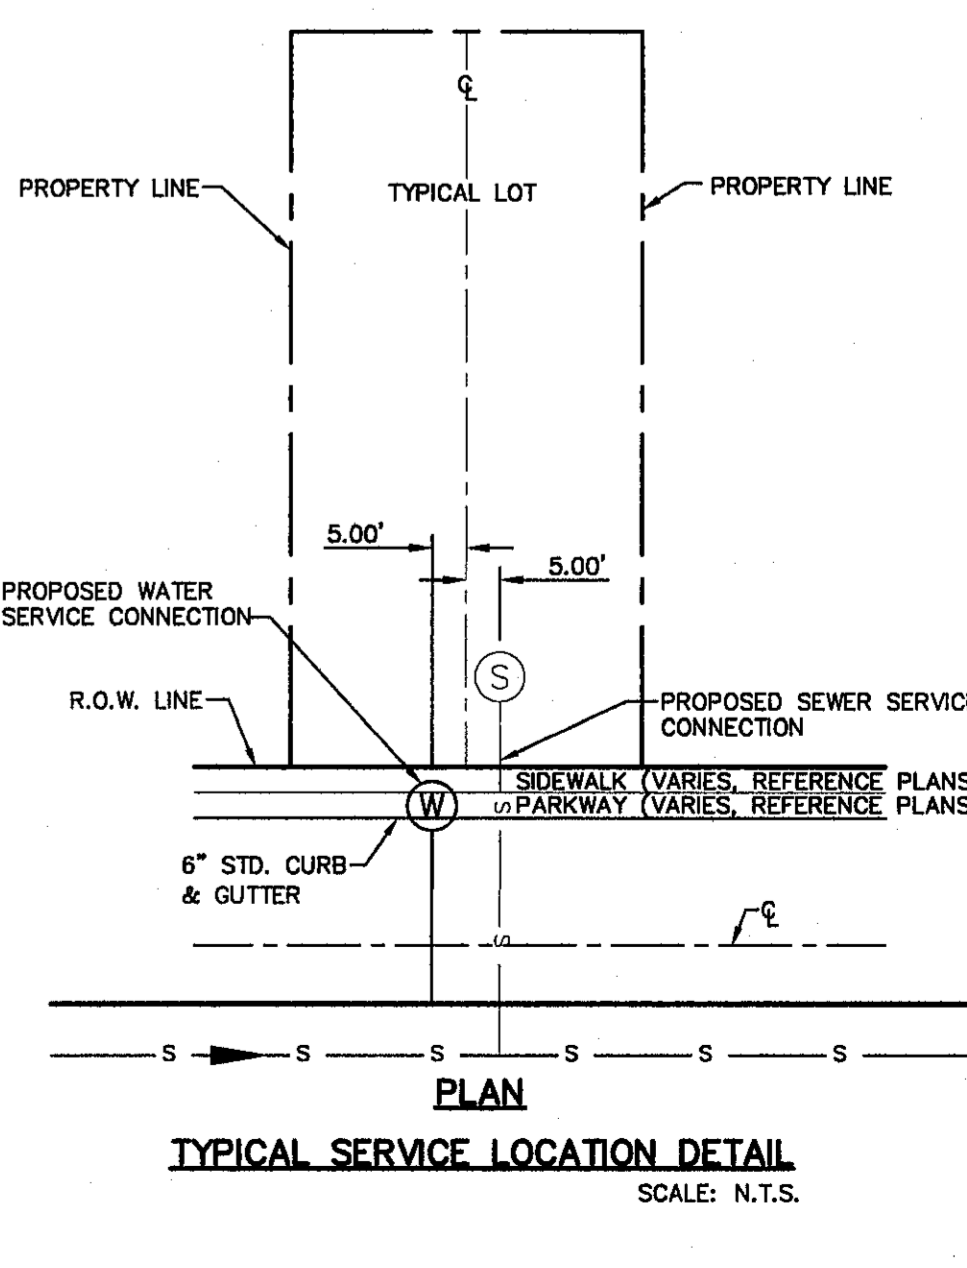 ℄
PROPERTY LINE
TYPICAL LOT
PROPERTY LINE
5.00'
5.00'
PROPOSED WATER
SERVICE CONNECTION
S
R.O.W. LINE
PROPOSED SEWER SERVIC
CONNECTION
SIDEWALK (VARIES, REFERENCE PLANS
W
S
PARKWAY (VARIES, REFERENCE PLANS
6" STD. CURB
& GUTTER
℄
S
S S S S S S
PLAN
TYPICAL SERVICE LOCATION DETAIL
SCALE: N.T.S.